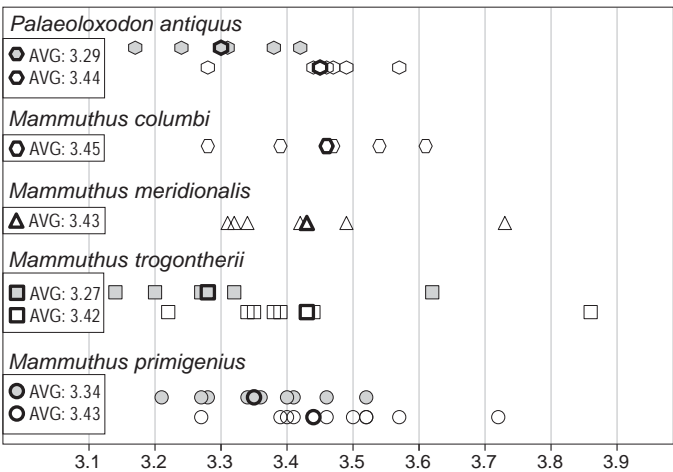 Palaeoloxodon antiquus
AVG: 3.29
AVG: 3.44
Mammuthus columbi
AVG: 3.45
Mammuthus meridionalis
AVG: 3.43
Mammuthus trogontherii
AVG: 3.27
AVG: 3.42
Mammuthus primigenius
AVG: 3.34
AVG: 3.43
3.1 3.2 3.3 3.4 3.5 3.6 3.7 3.8 3.9